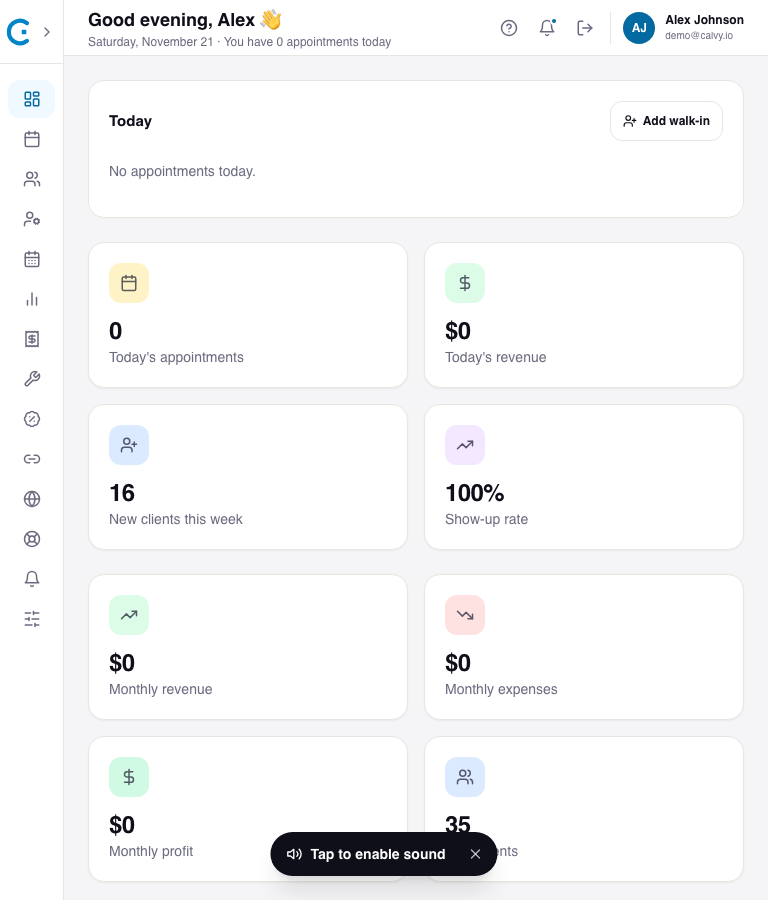 Good evening, Alex 👋
Saturday, November 21 · You have 0 appointments today
AJ
Alex Johnson
demo@calvy.io
Today
Add walk-in
No appointments today.
0
Today's appointments
$0
Today's revenue
16
New clients this week
100%
Show-up rate
$0
Monthly revenue
$0
Monthly expenses
$0
Monthly profit
35
Tap to enable sound